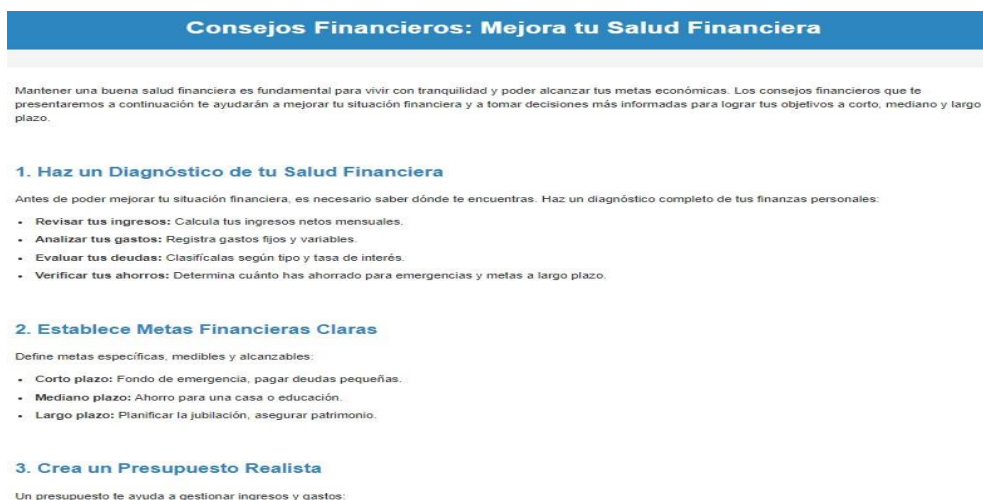 Consejos Financieros: Mejora tu Salud Financiera
Mantener una buena salud financiera es fundamental para vivir con tranquilidad y poder alcanzar tus metas económicas. Los consejos financieros que te
presentaremos a continuación te ayudarán a mejorar tu situación financiera y a tomar decisiones más informadas para lograr tus objetivos a corto, mediano y largo
plazo.
1. Haz un Diagnóstico de tu Salud Financiera
Antes de poder mejorar tu situación financiera, es necesario saber dónde te encuentras. Haz un diagnóstico completo de tus finanzas personales:
• Revisar tus ingresos: Calcula tus ingresos netos mensuales.
• Analizar tus gastos: Registra gastos fijos y variables.
• Evaluar tus deudas: Clasifícalas según tipo y tasa de interés.
• Verificar tus ahorros: Determina cuánto has ahorrado para emergencias y metas a largo plazo.
2. Establece Metas Financieras Claras
Define metas específicas, medibles y alcanzables:
• Corto plazo: Fondo de emergencia, pagar deudas pequeñas.
• Mediano plazo: Ahorro para una casa o educación.
• Largo plazo: Planificar la jubilación, asegurar patrimonio.
3. Crea un Presupuesto Realista
Un presupuesto te ayuda a gestionar ingresos y gastos: